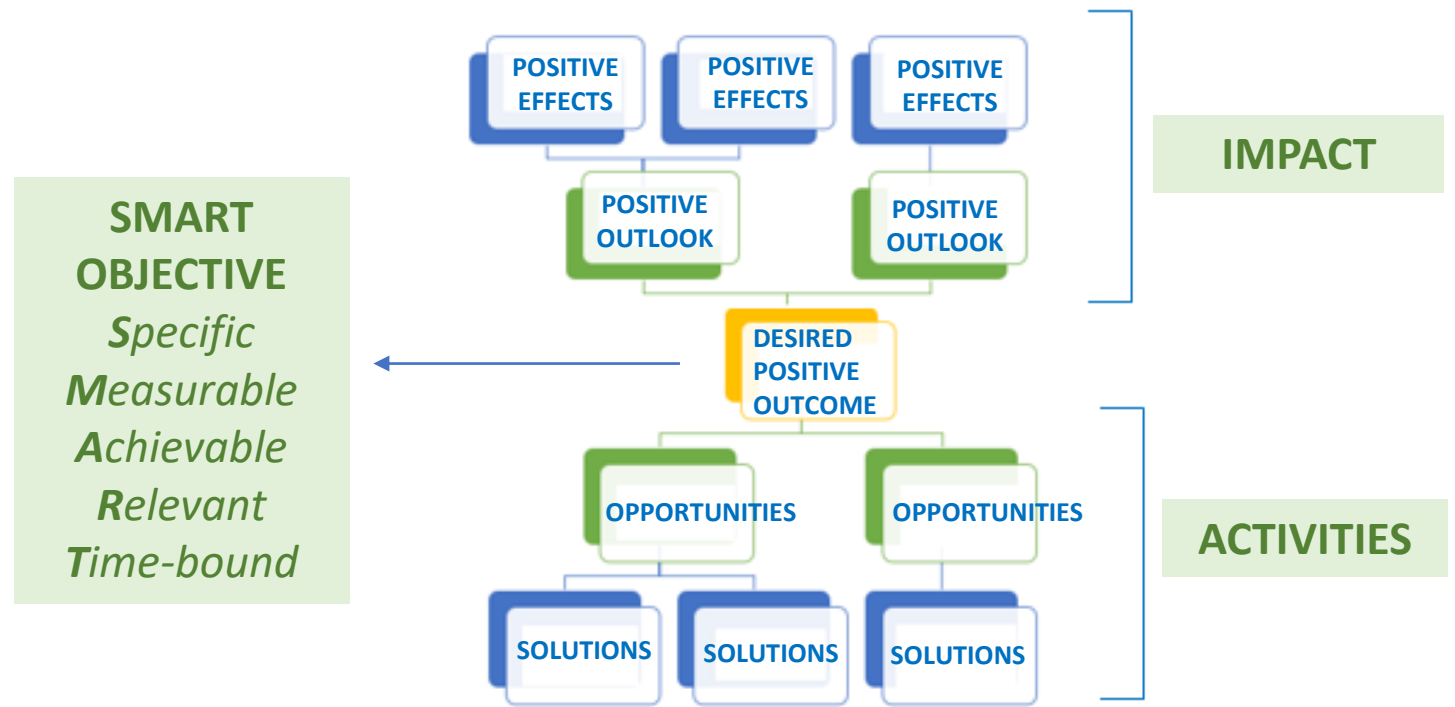 POSITIVE
EFFECTS
POSITIVE
EFFECTS
POSITIVE
EFFECTS
IMPACT
POSITIVE
OUTLOOK
POSITIVE
OUTLOOK
SMART
OBJECTIVE
Specific
Measurable
Achievable
Relevant
Time-bound
DESIRED
POSITIVE
OUTCOME
OPPORTUNITIES
OPPORTUNITIES
ACTIVITIES
SOLUTIONS
SOLUTIONS
SOLUTIONS